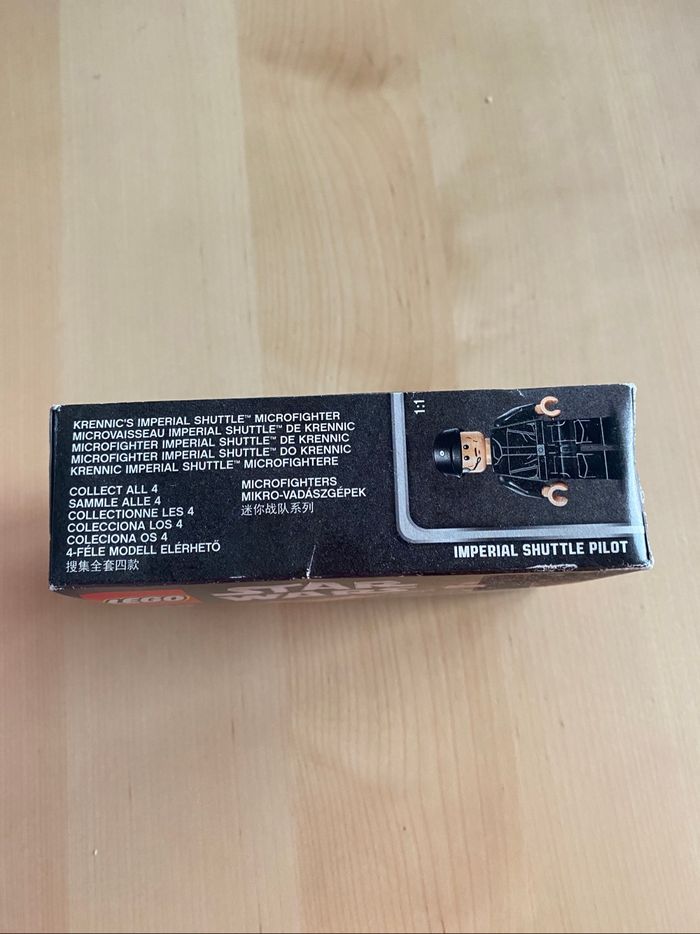 KRENNIC'S IMPERIAL SHUTTLE™ MICROFIGHTER
MICROVAISSEAU IMPERIAL SHUTTLE™ DE KRENNIC
MICROFIGHTER IMPERIAL SHUTTLE™ DE KRENNIC
MICROFIGHTER IMPERIAL SHUTTLE™ DO KRENNIC
KRENNIC IMPERIAL SHUTTLE™ MICROFIGHTERE
COLLECT ALL 4
SAMMLE ALLE 4
COLLECTIONNE LES 4
COLECCIONA LOS 4
COLECIONA OS 4
4-FÉLE MODELL ELÉRHETŐ
搜集全套四款
MICROFIGHTERS
MIKRO-VADÁSZGÉPEK
迷你战队系列
1:1
IMPERIAL SHUTTLE PILOT
LEGO
STAR
WARS